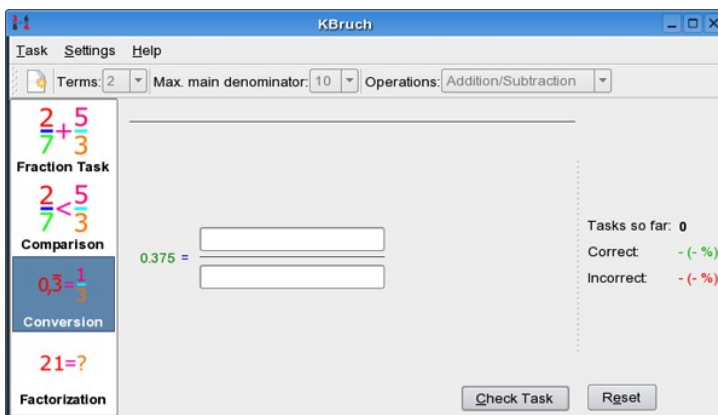 KBruch
Task Settings Help
Terms: 2 Max. main denominator: 10 Operations: Addition/Subtraction
2/7 + 5/3
Fraction Task
2/7 < 5/3
Comparison
0,3̅ = 1/3
Conversion
21=?
Factorization
0.375 =
Tasks so far: 0
Correct - (- %)
Incorrect - (- %)
Check Task Reset